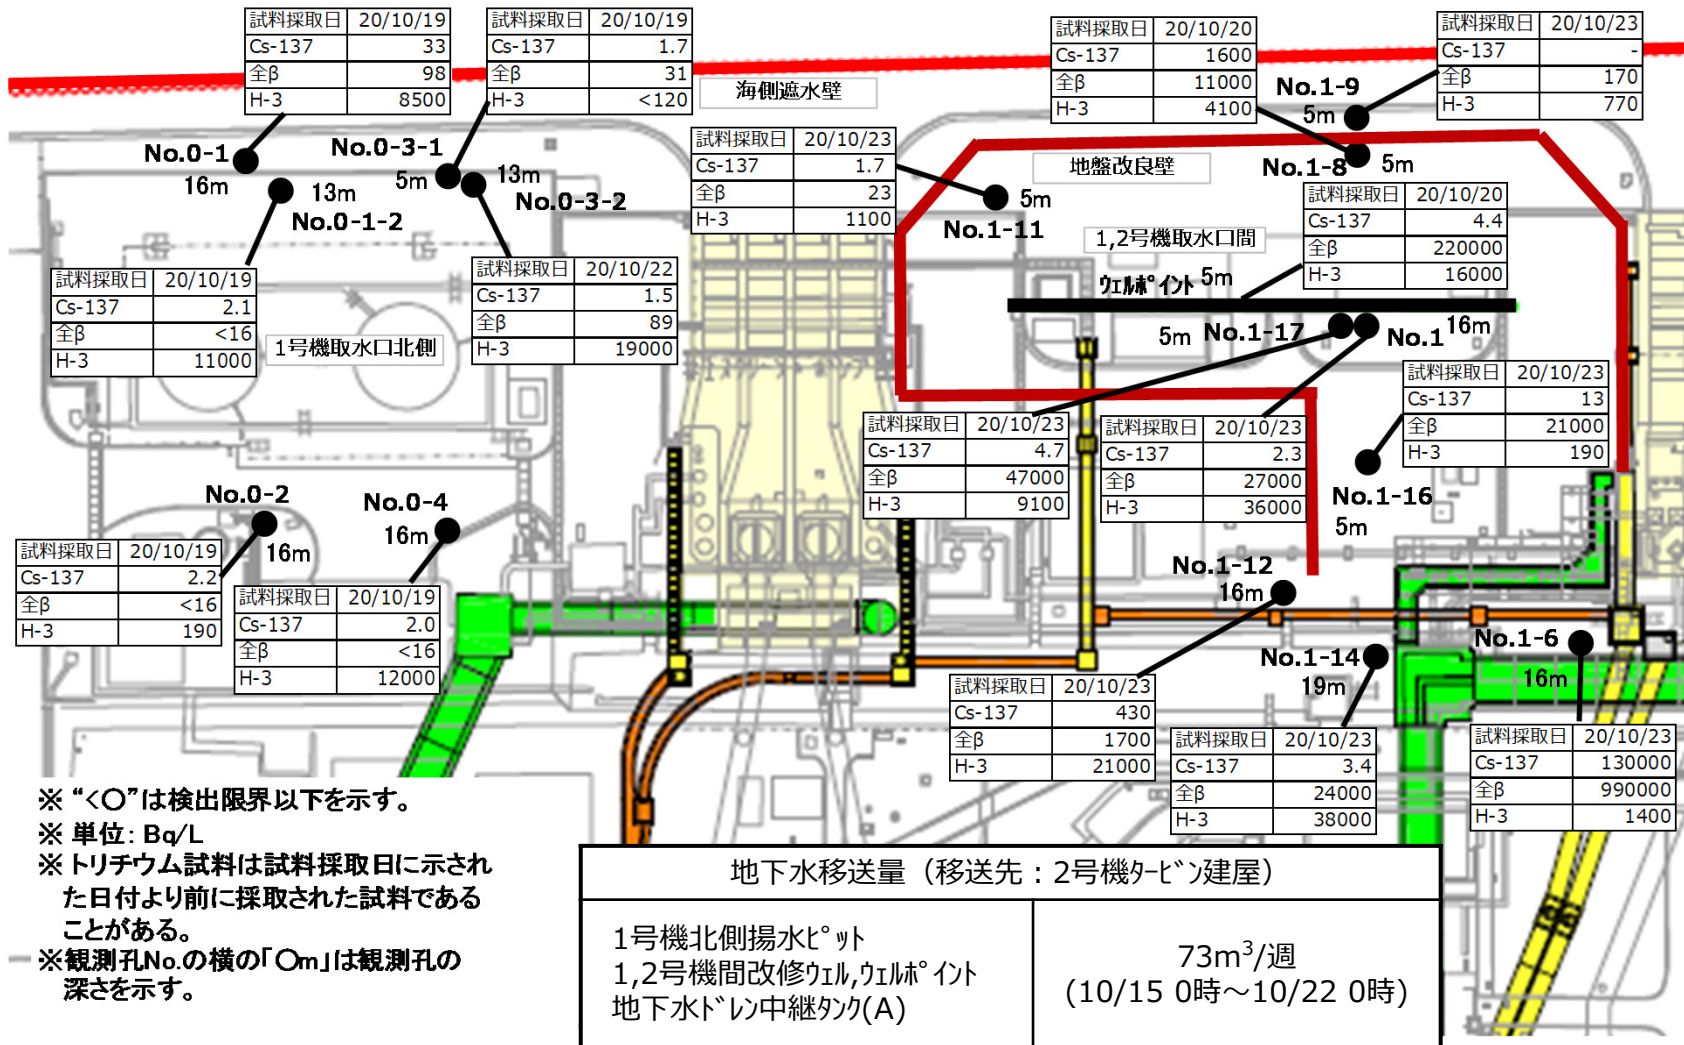 試料採取日 20/10/19
Cs-137 33
全β 98
H-3 8500
試料採取日 20/10/19
Cs-137 1.7
全β 31
H-3 <120
海側遮水壁
試料採取日 20/10/20
Cs-137 1600
全β 11000
H-3 4100
試料採取日 20/10/23
Cs-137 -
全β 170
H-3 770
No.1-9
5m
No.0-1
16m
No.0-3-1
5m
13m
No.0-3-2
13m
No.0-1-2
試料採取日 20/10/23
Cs-137 1.7
全β 23
H-3 1100
地盤改良壁
No.1-8
5m
5m
No.1-11
試料採取日 20/10/20
Cs-137 4.4
全β 220000
H-3 16000
1,2号機取水口間
ウェルポイント 5m
試料採取日 20/10/19
Cs-137 2.1
全β <16
H-3 11000
1号機取水口北側
試料採取日 20/10/22
Cs-137 1.5
全β 89
H-3 19000
5m
No.1-17
No.1
16m
試料採取日 20/10/23
Cs-137 13
全β 21000
H-3 190
試料採取日 20/10/23
Cs-137 4.7
全β 47000
H-3 9100
試料採取日 20/10/23
Cs-137 2.3
全β 27000
H-3 36000
No.1-16
5m
No.0-2
16m
No.0-4
16m
試料採取日 20/10/19
Cs-137 2.2
全β <16
H-3 190
試料採取日 20/10/19
Cs-137 2.0
全β <16
H-3 12000
No.1-12
16m
No.1-14
19m
No.1-6
16m
試料採取日 20/10/23
Cs-137 430
全β 1700
H-3 21000
試料採取日 20/10/23
Cs-137 3.4
全β 24000
H-3 38000
試料採取日 20/10/23
Cs-137 130000
全β 990000
H-3 1400
※ “<〇”は検出限界以下を示す。
※ 単位: Bq/L
※ トリチウム試料は試料採取日に示され
た日付より前に採取された試料である
ことがある。
※観測孔No.の横の「〇m」は観測孔の
深さを示す。
地下水移送量（移送先：2号機タービン建屋）
1号機北側揚水ピット
1,2号機間改修ウェル,ウェルポイント
地下水ドレン中継タンク(A)
73m³/週
(10/15 0時～10/22 0時)